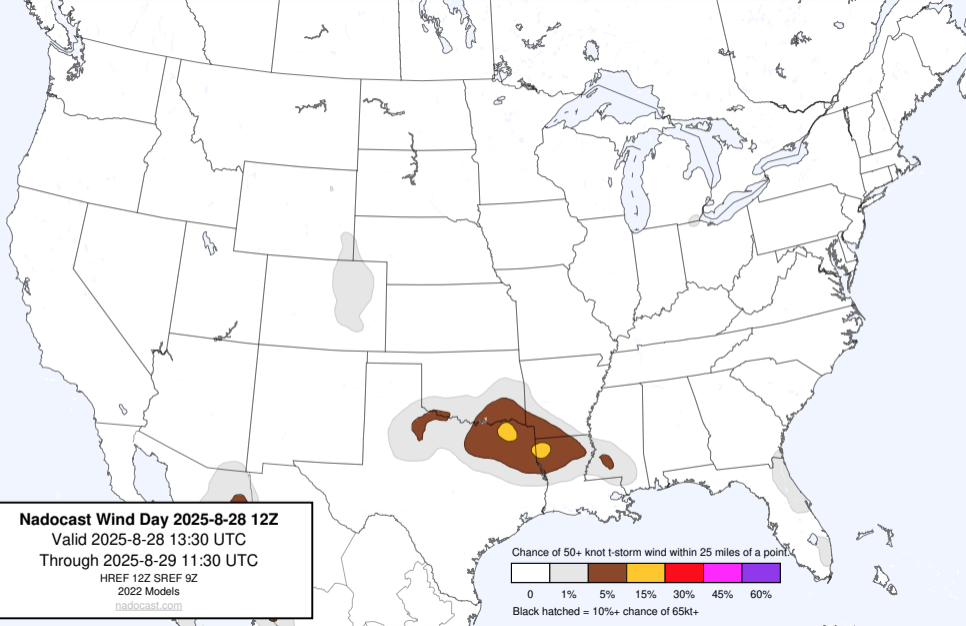 Nadocast Wind Day 2025-8-28 12Z
Valid 2025-8-28 13:30 UTC
Through 2025-8-29 11:30 UTC
HREF 12Z SREF 9Z
2022 Models
nadocast.com
Chance of 50+ knot t-storm wind within 25 miles of a point.
0 1% 5% 15% 30% 45% 60%
Black hatched = 10%+ chance of 65kt+